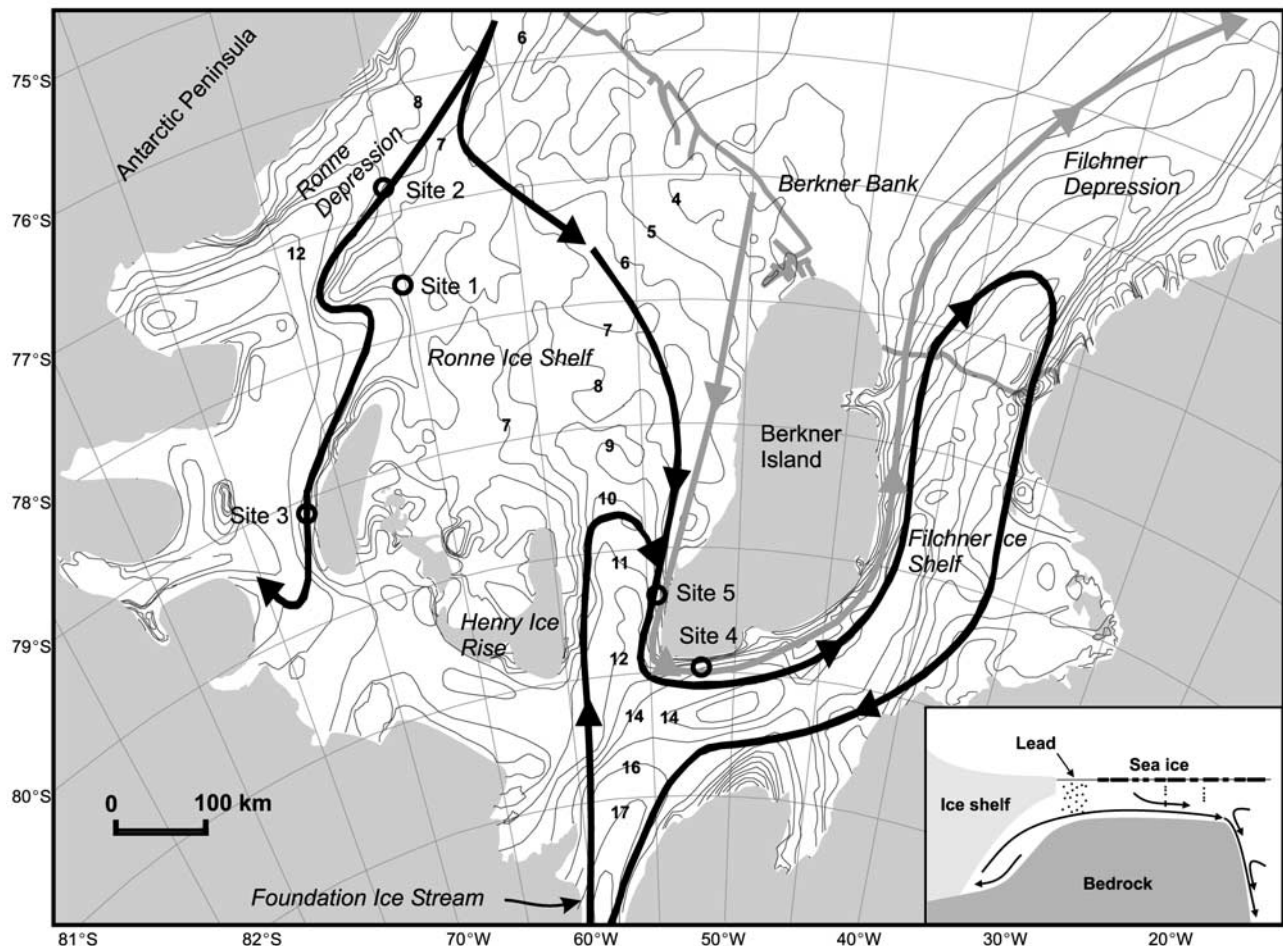 75°S
76°S
77°S
78°S
79°S
80°S
81°S
82°S
70°W
60°W
50°W
40°W
30°W
20°W
Antarctic Peninsula
Ronne
Depression
Site 2
Site 1
Site 3
Ronne Ice Shelf
Berkner Bank
Filchner
Depression
Berkner
Island
Filchner Ice
Shelf
Henry Ice
Rise
Site 5
Site 4
Foundation Ice Stream
0 100 km
6
8
7
12
4
5
6
7
8
7
9
10
11
12
14
14
16
17
Lead
Sea ice
Ice shelf
Bedrock